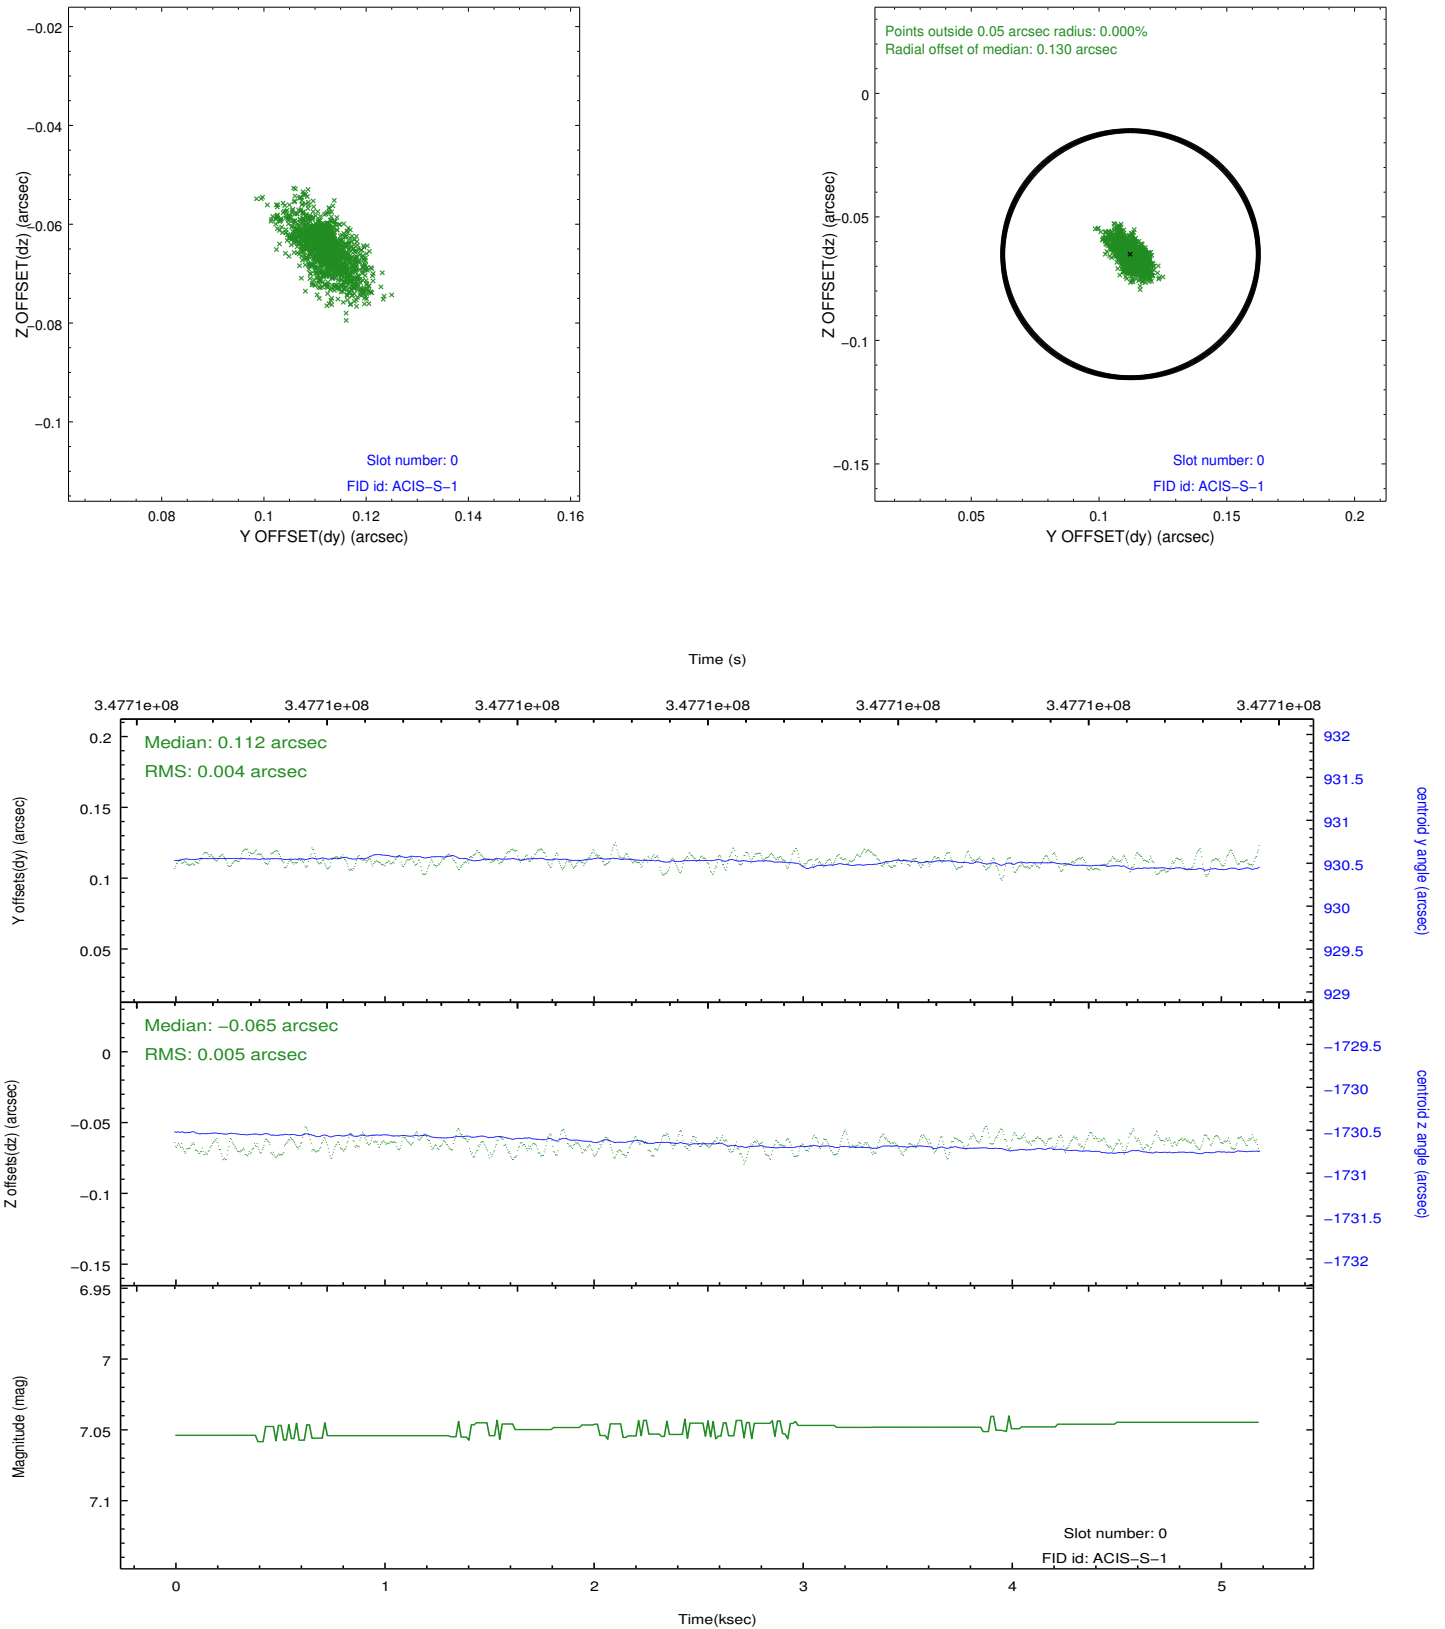 −0.02
−0.04
−0.06
−0.08
−0.1
Z OFFSET(dz) (arcsec)
Slot number: 0
FID id: ACIS−S−1
0.08
0.1
0.12
0.14
0.16
Y OFFSET(dy) (arcsec)
Points outside 0.05 arcsec radius: 0.000%
Radial offset of median: 0.130 arcsec
0
−0.05
−0.1
−0.15
Z OFFSET(dz) (arcsec)
Slot number: 0
FID id: ACIS−S−1
0.05
0.1
0.15
0.2
Y OFFSET(dy) (arcsec)
Time (s)
3.4771e+08
3.4771e+08
3.4771e+08
3.4771e+08
3.4771e+08
3.4771e+08
3.4771e+08
Median: 0.112 arcsec
RMS: 0.004 arcsec
0.2
0.15
0.1
0.05
Y offsets(dy) (arcsec)
932
931.5
931
930.5
930
929.5
929
centroid y angle (arcsec)
Median: −0.065 arcsec
RMS: 0.005 arcsec
0
−0.05
−0.1
−0.15
Z offsets(dz) (arcsec)
−1729.5
−1730
−1730.5
−1731
−1731.5
−1732
centroid z angle (arcsec)
6.95
7
7.05
7.1
Magnitude (mag)
Slot number: 0
FID id: ACIS−S−1
0
1
2
3
4
5
Time(ksec)